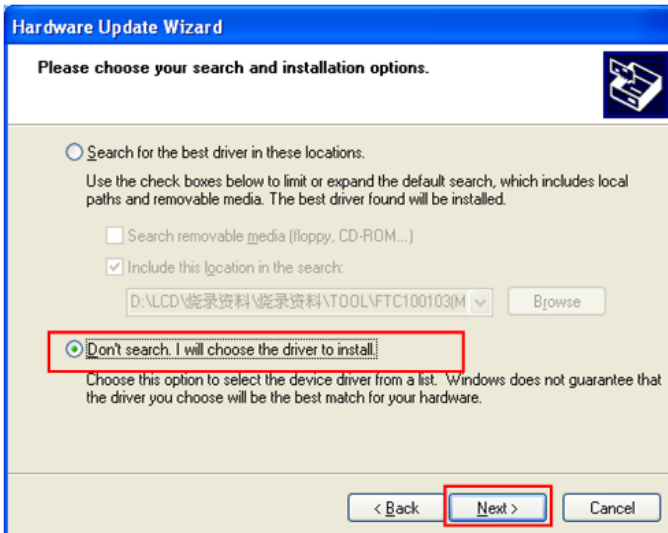 Hardware Update Wizard
Please choose your search and installation options.
Search for the best driver in these locations.
Use the check boxes below to limit or expand the default search, which includes local
paths and removable media. The best driver found will be installed.
Search removable media (floppy, CD-ROM...)
Include this location in the search:
D:\LCD\烧录资料\烧录资料\TOOL\FTC100103(M
Browse
Don't search. I will choose the driver to install.
Choose this option to select the device driver from a list. Windows does not guarantee that
the driver you choose will be the best match for your hardware.
< Back
Next >
Cancel